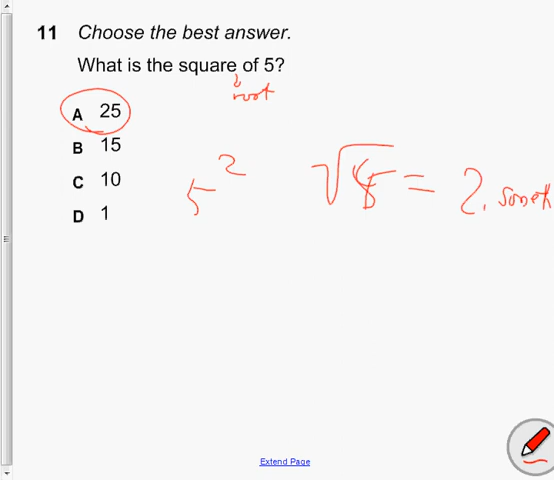 11 Choose the best answer.
What is the square of 5?
root
A 25
B 15
C 10
D 1
5²
√5 = 2.
Extend Page